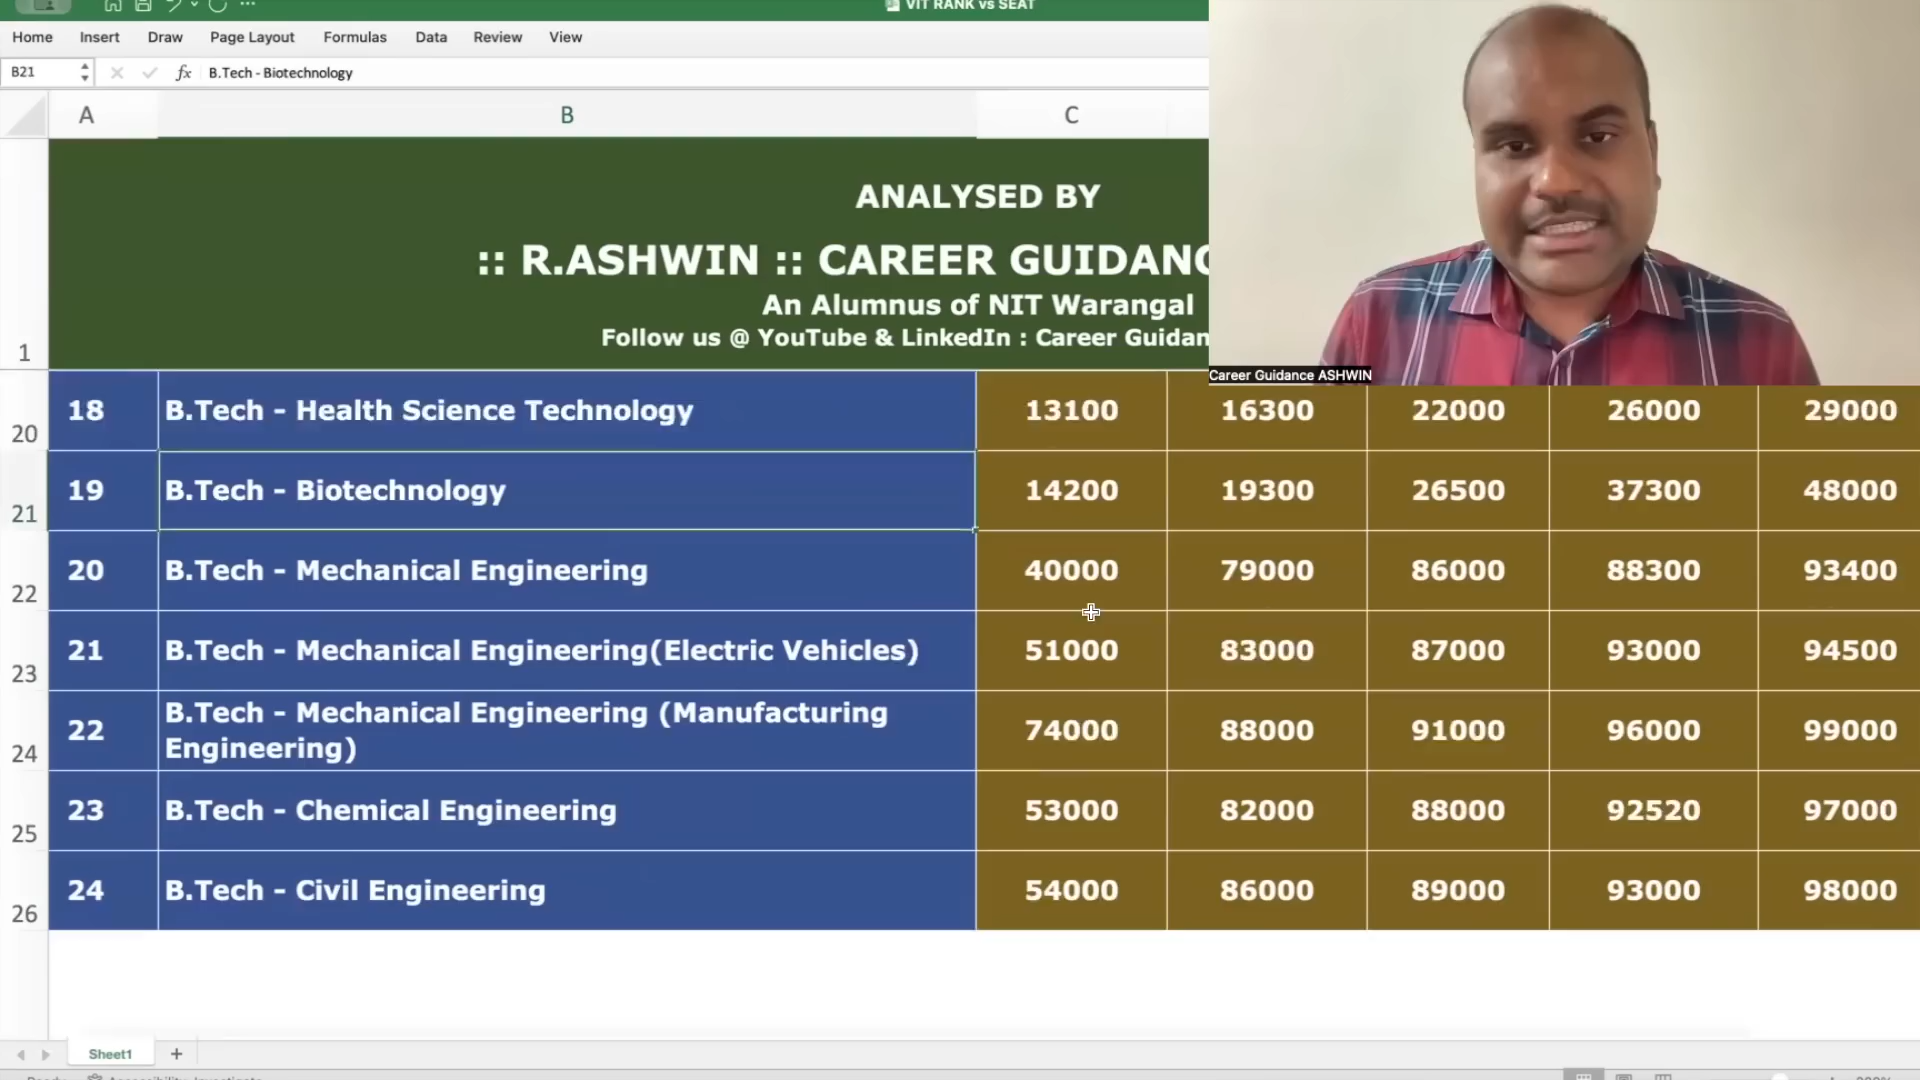 VIT RANK vs SEAT
Home Insert Draw Page Layout Formulas Data Review View
B21 fx B.Tech - Biotechnology
A B C
ANALYSED BY
:: R.ASHWIN :: CAREER
An Alumnus of NIT Warangal
Follow us @ YouTube & LinkedIn : Career
1
Career Guidance ASHWIN
20 18 B.Tech - Health Science Technology 13100 16300 22000 26000 29000
21 19 B.Tech - Biotechnology 14200 19300 26500 37300 48000
22 20 B.Tech - Mechanical Engineering 40000 79000 86000 88300 93400
23 21 B.Tech - Mechanical Engineering(Electric Vehicles) 51000 83000 87000 93000 94500
24 22 B.Tech - Mechanical Engineering (Manufacturing
Engineering) 74000 88000 91000 96000 99000
25 23 B.Tech - Chemical Engineering 53000 82000 88000 92520 97000
26 24 B.Tech - Civil Engineering 54000 86000 89000 93000 98000
Sheet1 +